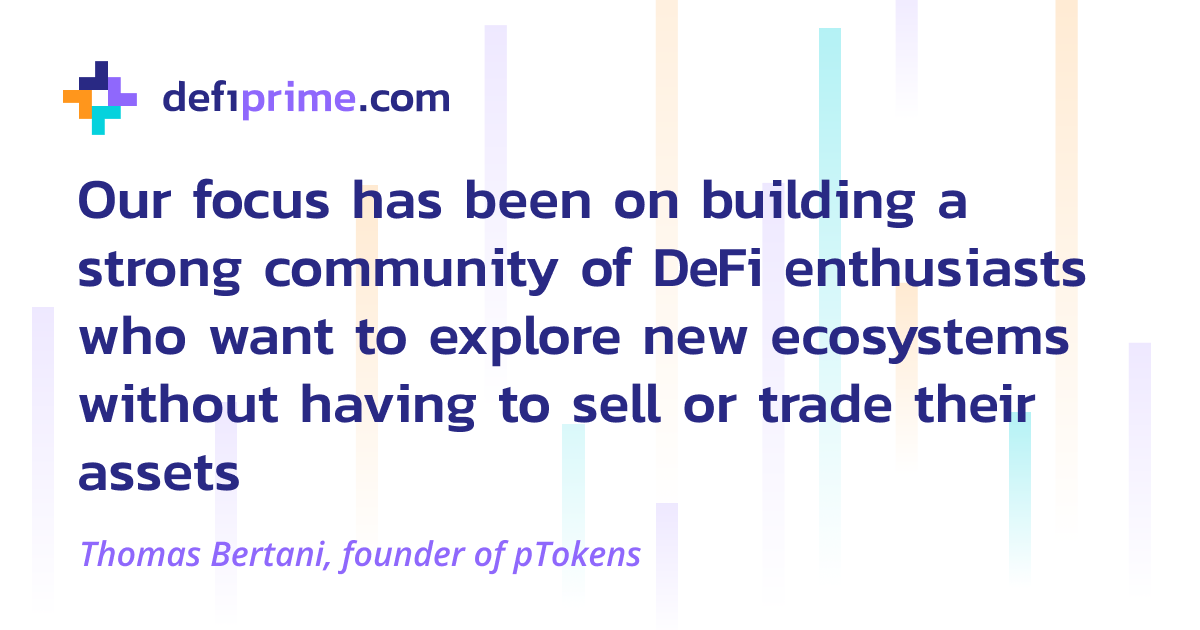 defiprime.com
Our focus has been on building a
strong community of DeFi enthusiasts
who want to explore new ecosystems
without having to sell or trade their
assets
Thomas Bertani, founder of pTokens